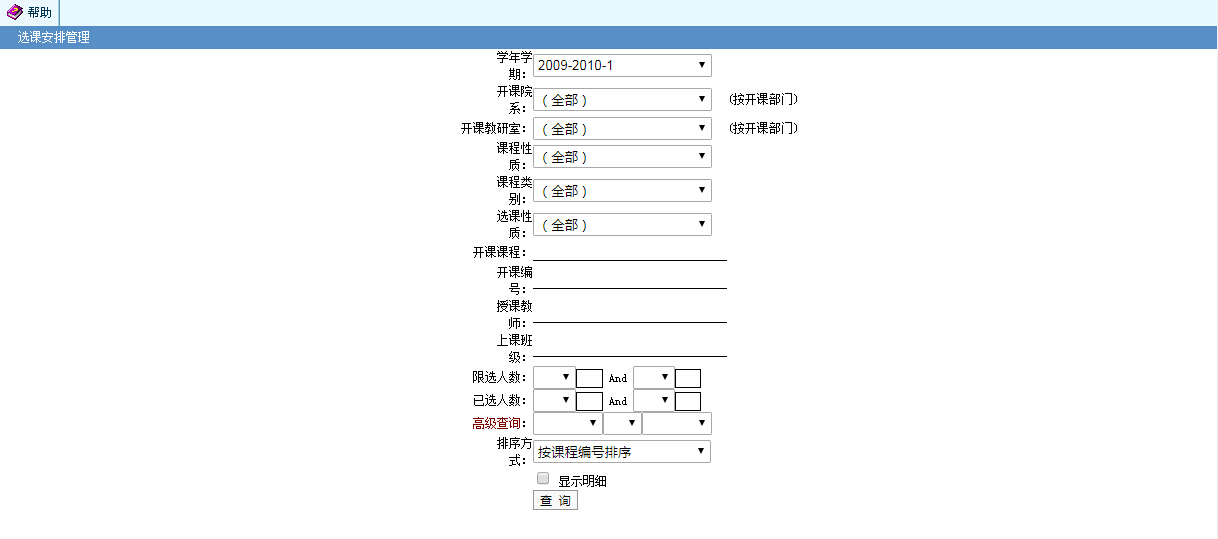 帮助
选课安排管理
学年学
期： 2009-2010-1
开课院
系： （全部） (按开课部门)
开课教研室： （全部） (按开课部门)
课程性
质： （全部）
课程类
别： （全部）
选课性
质： （全部）
开课课程：
开课编
号：
授课教
师：
上课班
级：
限选人数： And
已选人数： And
高级查询：
排序方
式： 按课程编号排序
显示明细
查 询